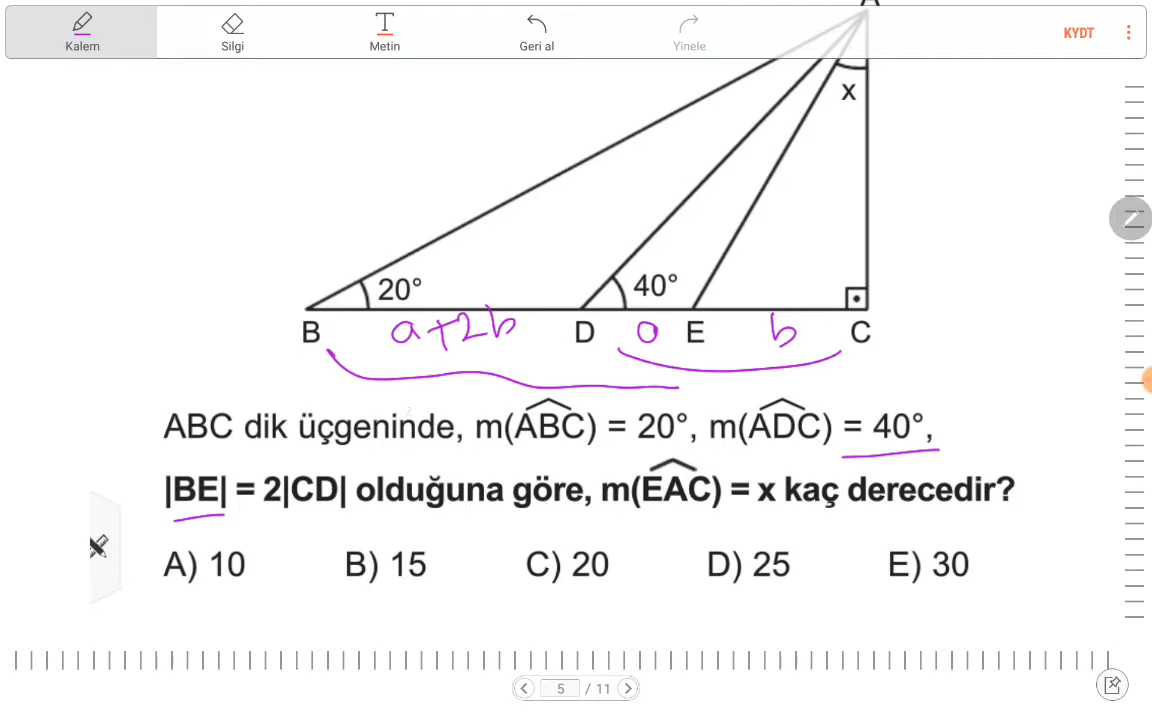 A
Kalem Silgi Metin Geri al Yinele KYDT
x
20° 40°
B a+2b D a E b C
ABC dik üçgeninde, m(ABC) = 20°, m(ADC) = 40°,
|BE| = 2|CD| olduğuna göre, m(EAC) = x kaç derecedir?
A) 10 B) 15 C) 20 D) 25 E) 30
5 / 11